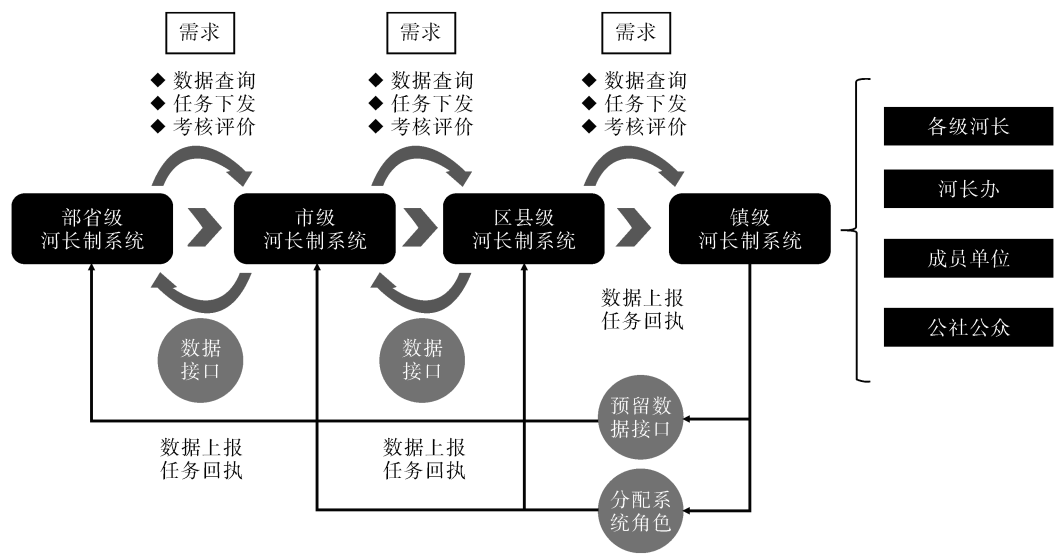 需求
需求
需求
◆ 数据查询
◆ 任务下发
◆ 考核评价
◆ 数据查询
◆ 任务下发
◆ 考核评价
◆ 数据查询
◆ 任务下发
◆ 考核评价
部省级
河长制系统
市级
河长制系统
区县级
河长制系统
镇级
河长制系统
各级河长
河长办
成员单位
公社公众
数据上报
任务回执
数据
接口
数据
接口
预留数
据接口
数据上报
任务回执
数据上报
任务回执
分配系
统角色